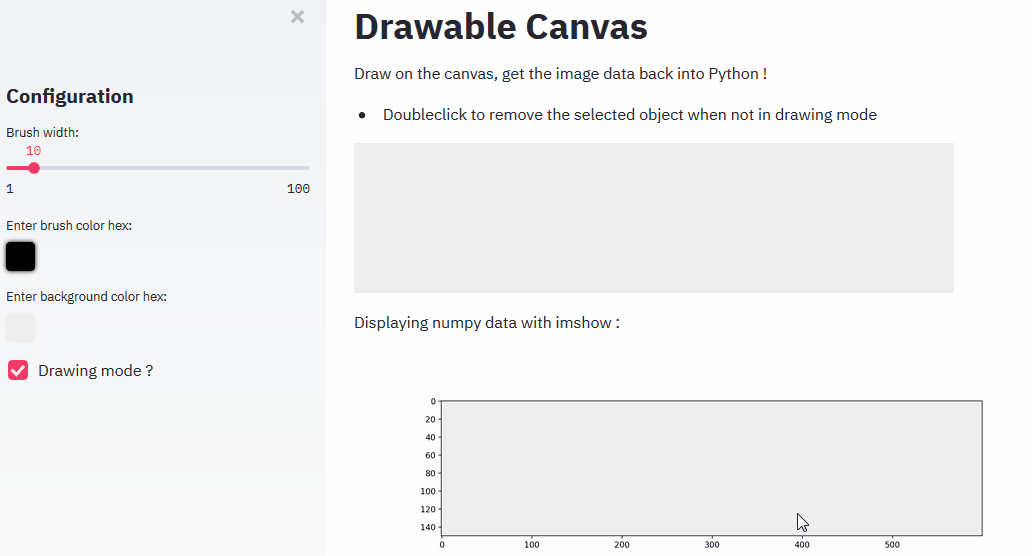 ×
Configuration
Brush width:
10
1 100
Enter brush color hex:
Enter background color hex:
Drawing mode ?
Drawable Canvas
Draw on the canvas, get the image data back into Python !
• Doubleclick to remove the selected object when not in drawing mode
Displaying numpy data with imshow :
0
20
40
60
80
100
120
140
0 100 200 300 400 500